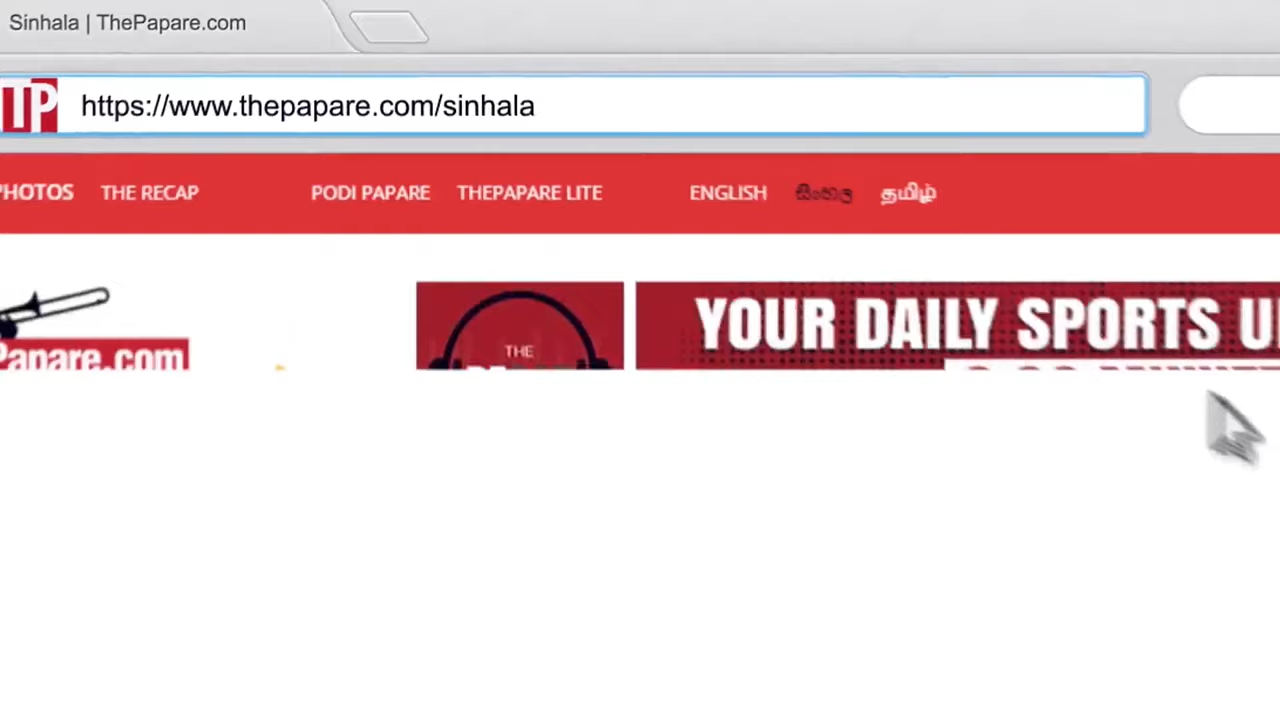 Sinhala | ThePapare.com
TP https://www.thepapare.com/sinhala
PHOTOS THE RECAP PODI PAPARE THEPAPARE LITE ENGLISH සිංහල தமிழ்
THE
YOUR DAILY SPORTS
Papare.com